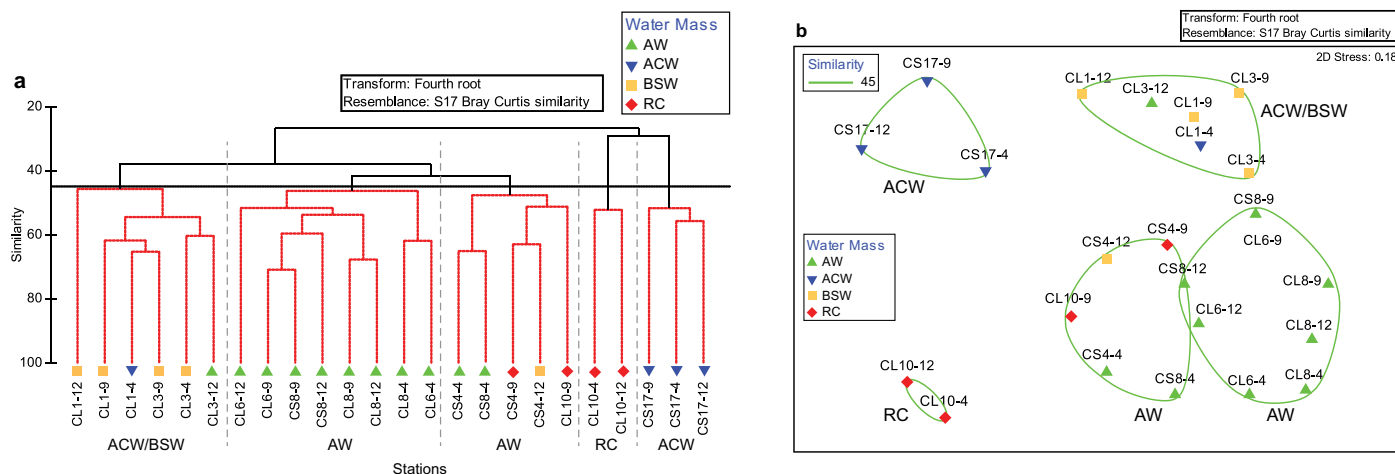 a
Water Mass
AW
ACW
BSW
RC
Transform: Fourth root
Resemblance: S17 Bray Curtis similarity
20
40
60
80
100
Similarity
CL1-12
CL1-9
CL1-4
CL3-9
CL3-4
CL3-12
CL6-12
CL6-9
CS8-9
CS8-12
CL8-9
CL8-12
CL8-4
CL6-4
CS4-4
CS8-4
CS4-9
CS4-12
CL10-9
CL10-4
CL10-12
CS17-9
CS17-4
CS17-12
ACW/BSW
AW
AW
RC
ACW
Stations
b
Transform: Fourth root
Resemblance: S17 Bray Curtis similarity
2D Stress: 0.18
Similarity
45
CS17-9
CS17-12
CS17-4
ACW
CL1-12
CL3-12
CL3-9
CL1-9
ACW/BSW
CL1-4
CL3-4
Water Mass
AW
ACW
BSW
RC
CS8-9
CS4-9
CS4-12
CL6-9
CS8-12
CL10-9
CL8-9
CL6-12
CL8-12
CS4-4
CS8-4
CL6-4
CL8-4
AW
AW
CL10-12
CL10-4
RC